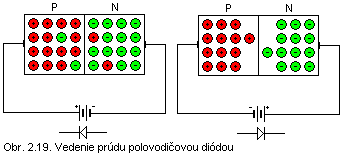 P N P N
+ - + -
Obr. 2.19. Vedenie prúdu polovodičovou diódou